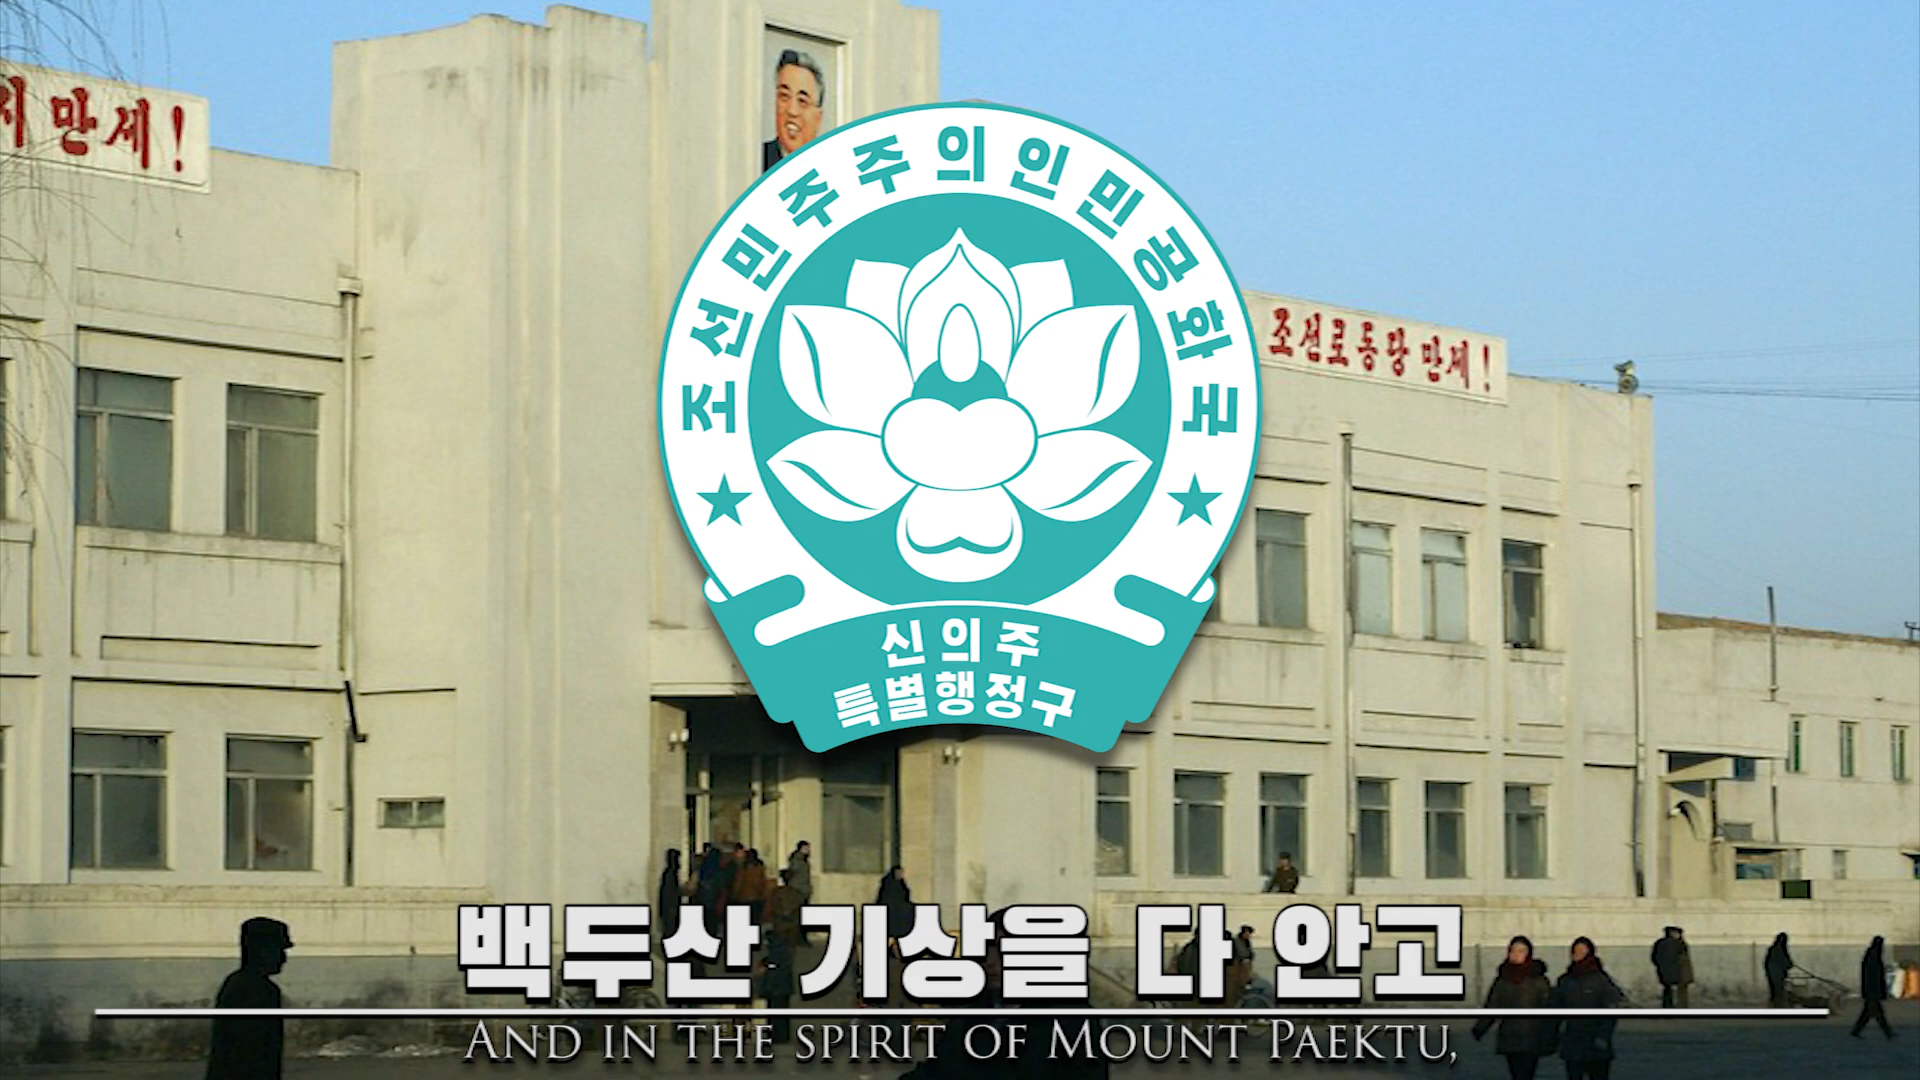 만세!
조선민주주의인민공화국
조선로동당 만세!
신의주
특별행정구
백두산 기상을 다 안고
AND IN THE SPIRIT OF MOUNT PAEKTU,